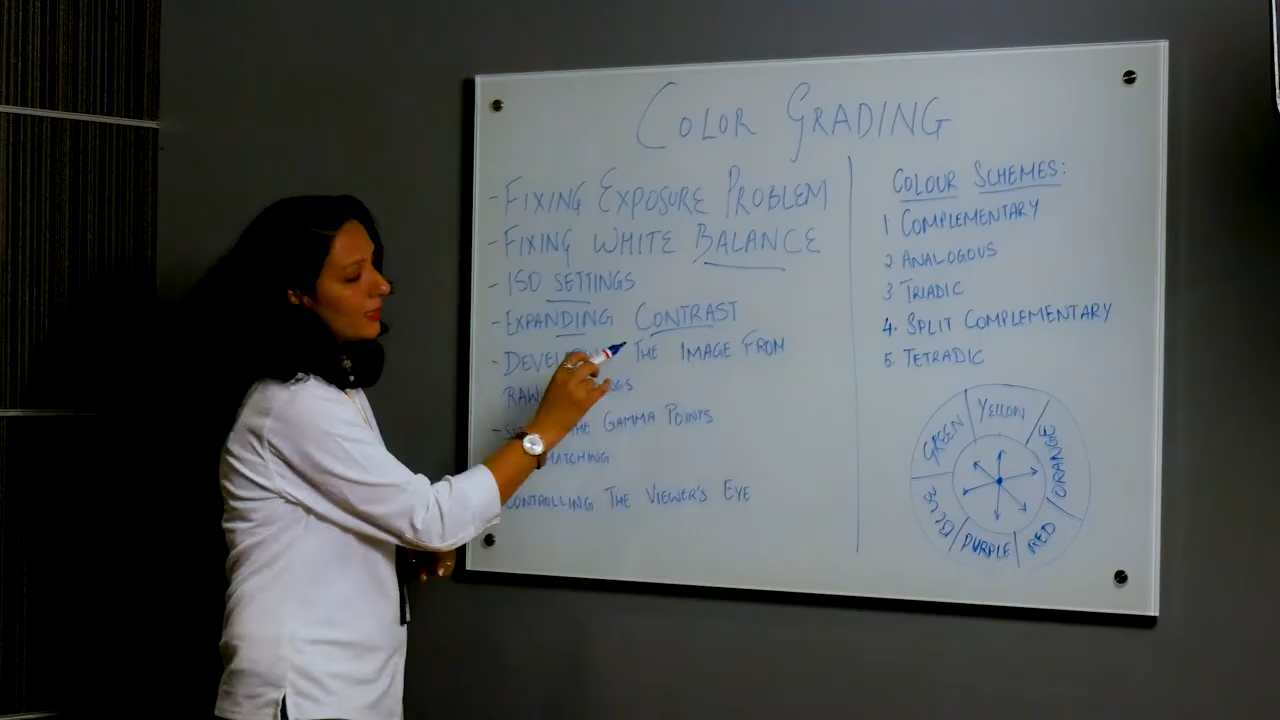 COLOR GRADING
- FIXING EXPOSURE PROBLEM
- FIXING WHITE BALANCE
- ISO SETTINGS
- EXPANDING CONTRAST
- THE IMAGE FROM
RAW
- THE GAMMA POINTS
MATCHING
CONTROLLING THE VIEWER'S EYE
COLOUR SCHEMES:
1 COMPLEMENTARY
2 ANALOGOUS
3 TRIADIC
4. SPLIT COMPLEMENTARY
5. TETRADIC
YELLOW
ORANGE
RED
PURPLE
BLUE
GREEN